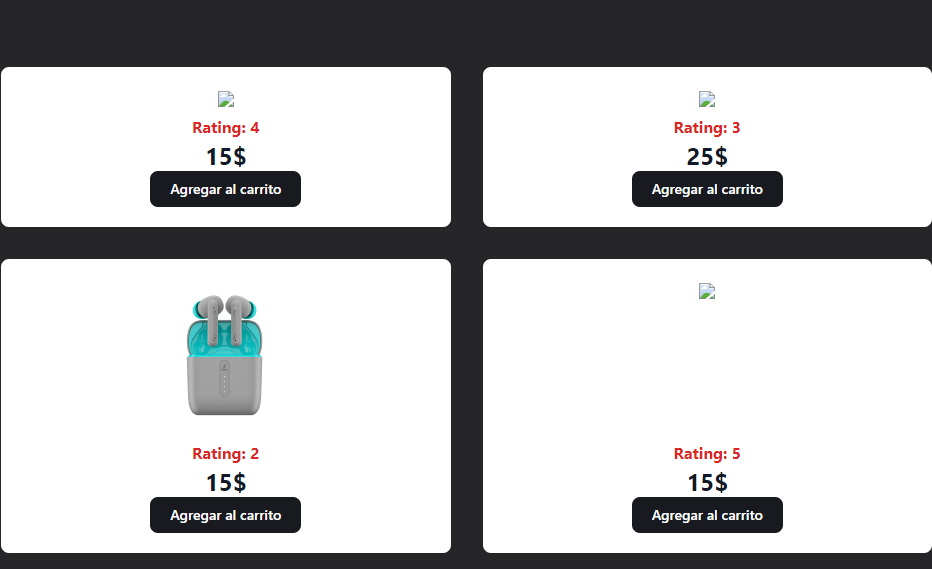 Rating: 4
15$
Agregar al carrito
Rating: 3
25$
Agregar al carrito
Rating: 2
15$
Agregar al carrito
Rating: 5
15$
Agregar al carrito